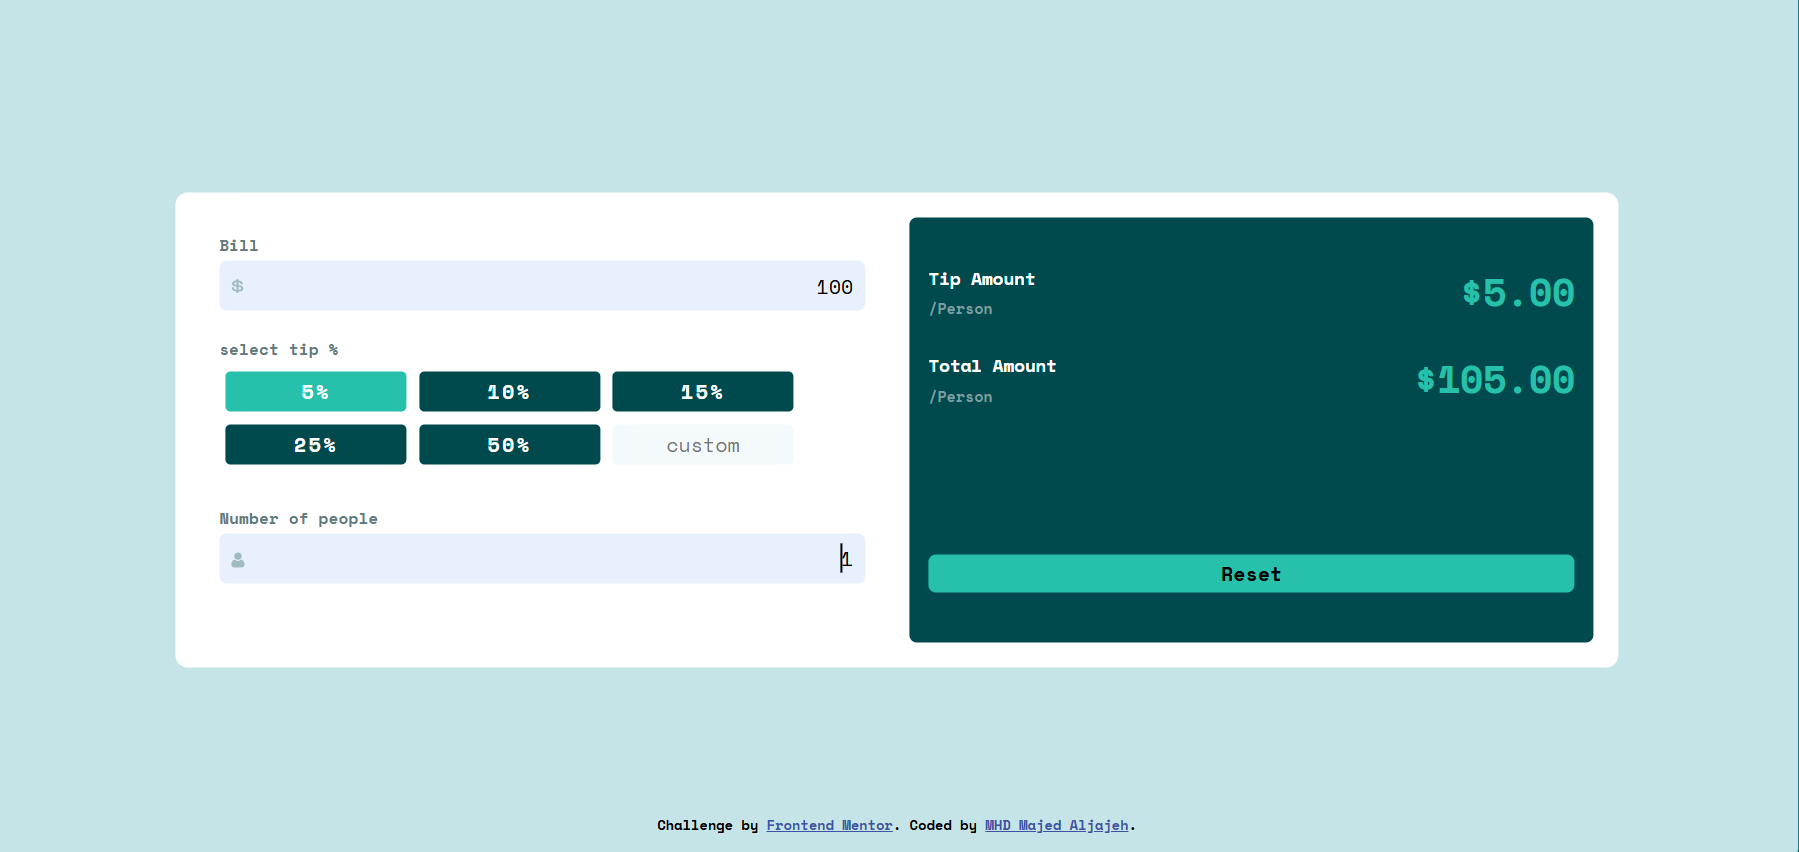 Bill
$
100
select tip %
5%
10%
15%
25%
50%
custom
Number of people
1
Tip Amount
/Person
$5.00
Total Amount
/Person
$105.00
Reset
Challenge by Frontend Mentor. Coded by MHD Majed Aljajeh.